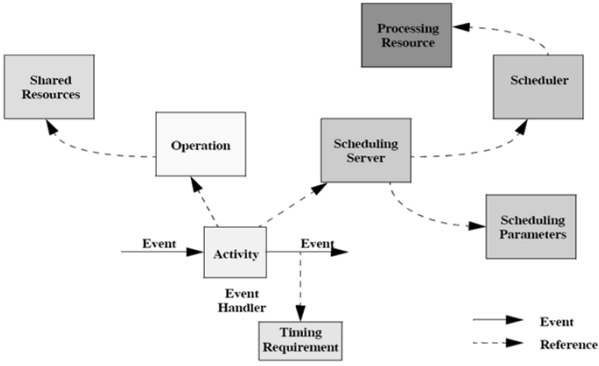 Processing
Resource
Shared
Resources
Scheduler
Operation
Scheduling
Server
Scheduling
Parameters
Event
Activity
Event
Event
Handler
Timing
Requirement
Event
Reference